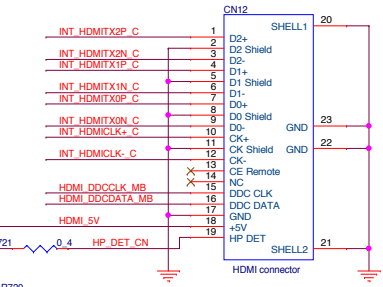 CN12
INT_HDMITX2P_C 1 D2+ SHELL1 20
2 D2 Shield
INT_HDMITX2N_C 3 D2-
INT_HDMITX1P_C 4 D1+
5 D1 Shield
INT_HDMITX1N_C 6 D1-
INT_HDMITX0P_C 7 D0+
8 D0 Shield
INT_HDMITX0N_C 9 D0- GND 23
INT_HDMICLK+_C 10 CK+
11 CK Shield GND 22
INT_HDMICLK-_C 12 CK-
13 CE Remote
14 NC
HDMI_DDCCLK_MB 15 DDC CLK
HDMI_DDCDATA_MB 16 DDC DATA
17 GND
HDMI_5V 18 +5V
721 0_4 HP_DET_CN 19 HP DET
SHELL2 21
HDMI connector